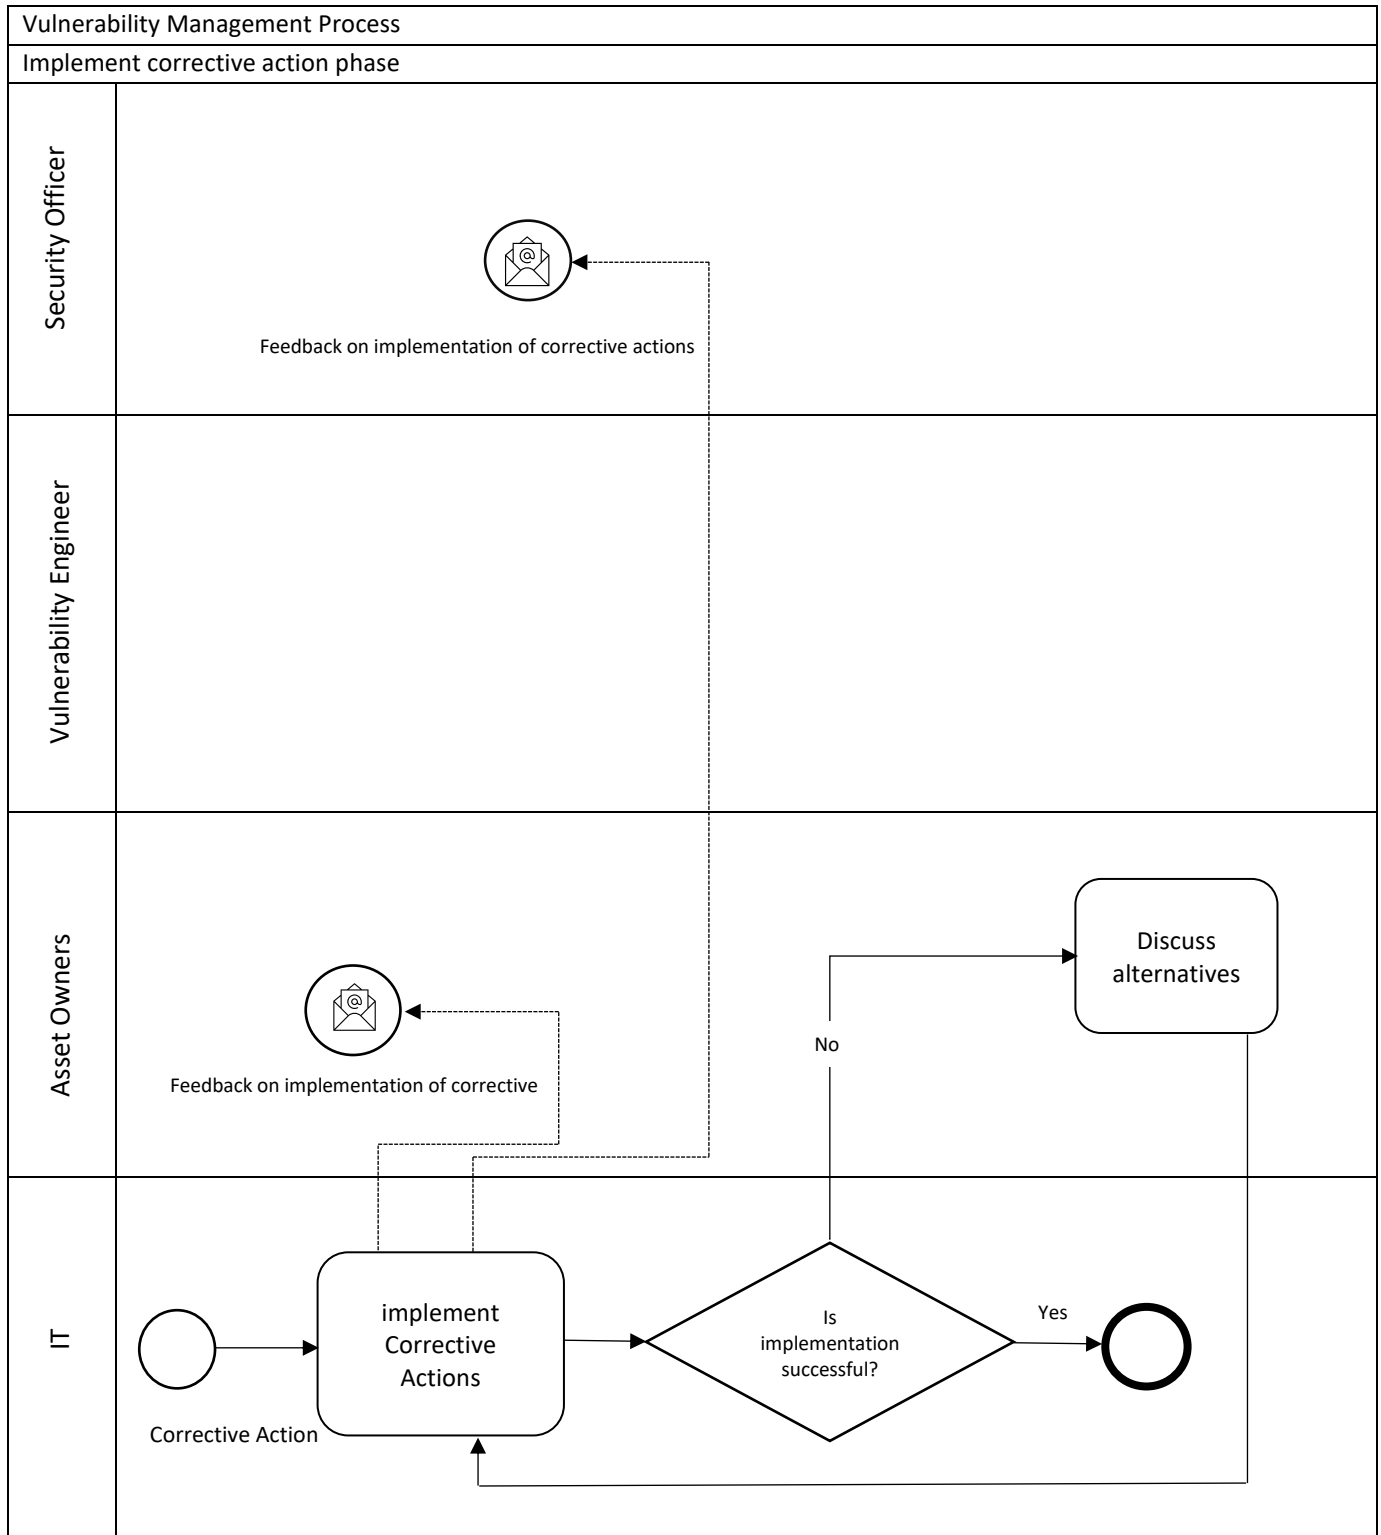 Vulnerability Management Process
Implement corrective action phase
Security Officer
@
Feedback on implementation of corrective actions
Vulnerability Engineer
Asset Owners
Discuss
alternatives
@
No
Feedback on implementation of corrective
IT
implement
Corrective
Actions
Is
implementation
successful?
Yes
Corrective Action